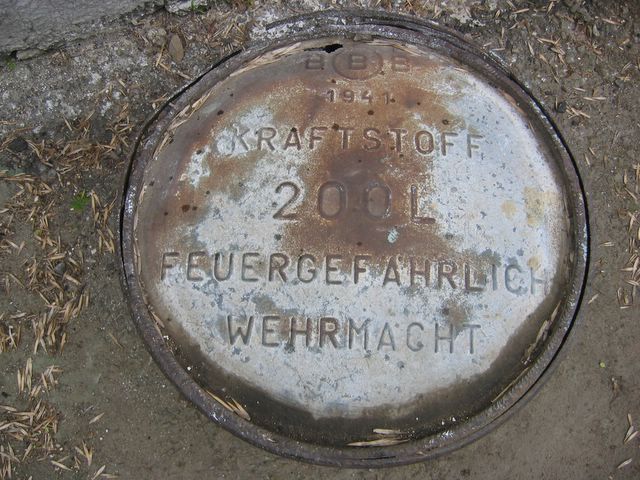 BBB
1941
KRAFTSTOFF
200L
FEUERGEFÄHRLICH
WEHRMACHT